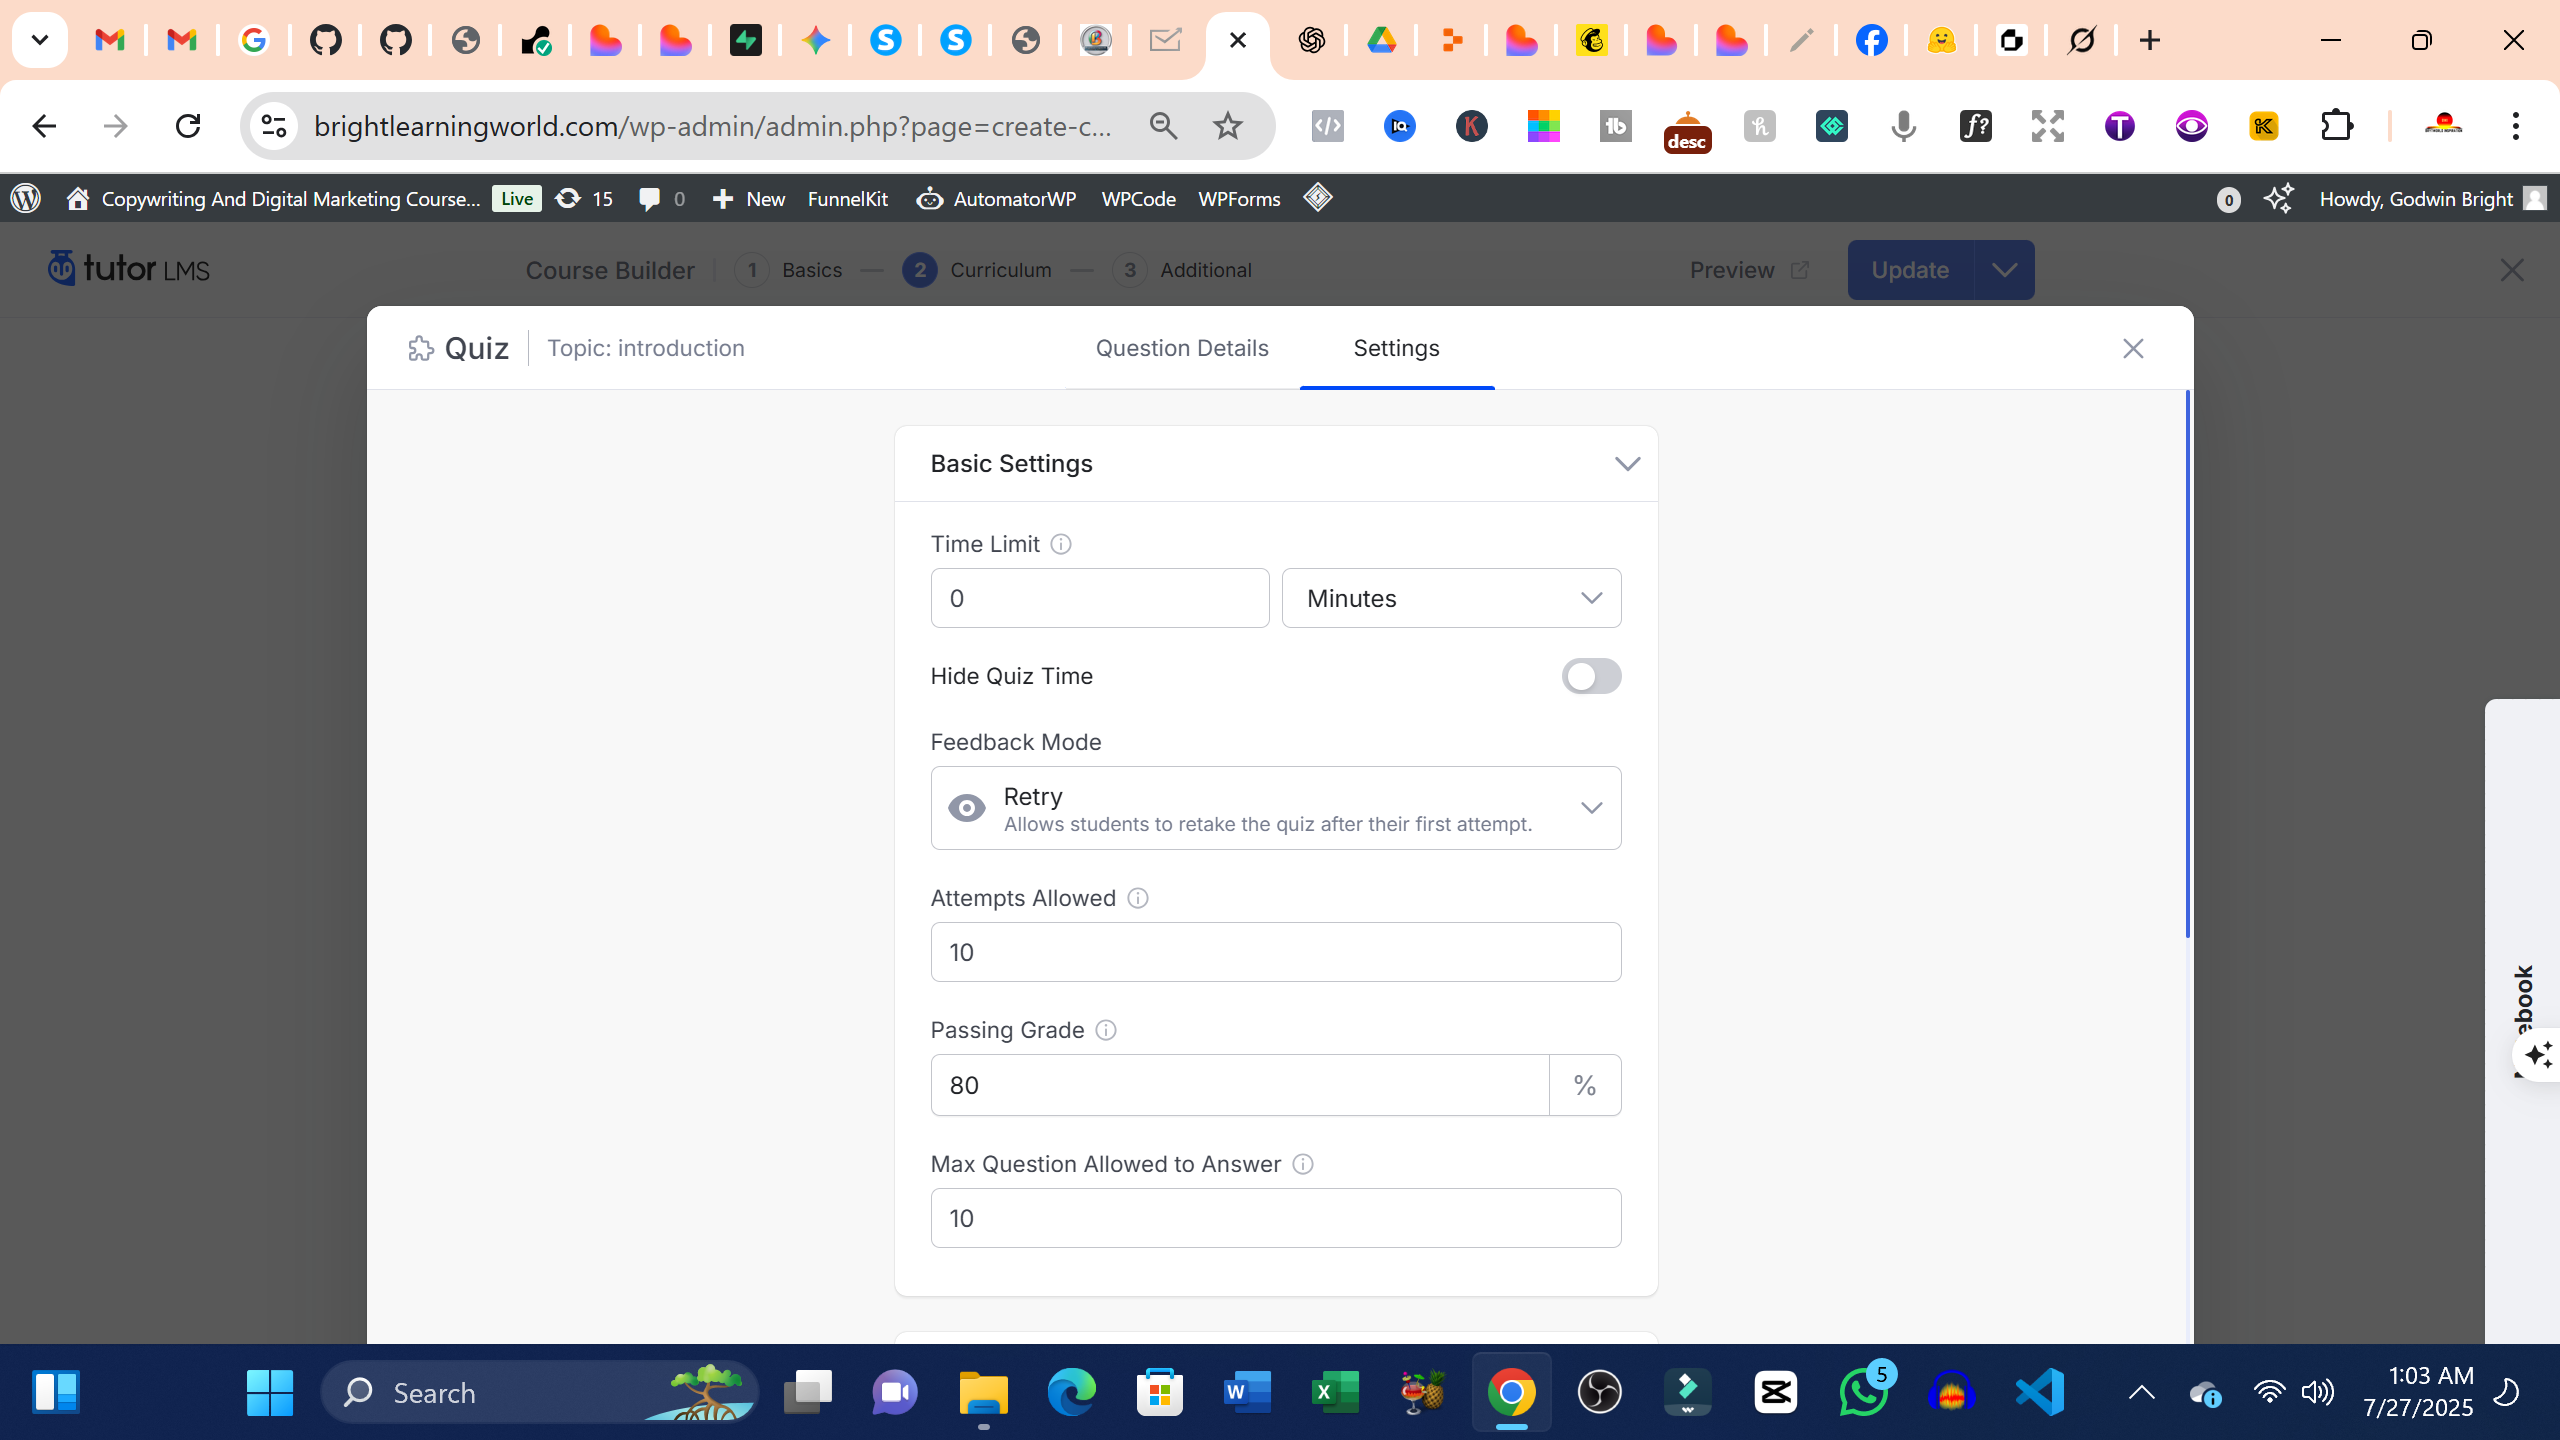 brightlearningworld.com/wp-admin/admin.php?page=create-c...
desc
Copywriting And Digital Marketing Course...
Live
15
0
New
FunnelKit
AutomatorWP
WPCode
WPForms
0
Howdy, Godwin Bright
tutor LMS
Course Builder
1 Basics
2 Curriculum
3 Additional
Preview
Update
Quiz
Topic: introduction
Question Details
Settings
Basic Settings
Time Limit
0
Minutes
Hide Quiz Time
Feedback Mode
Retry
Allows students to retake the quiz after their first attempt.
Attempts Allowed
10
Passing Grade
80
%
Max Question Allowed to Answer
10
Search
5
1:03 AM
7/27/2025